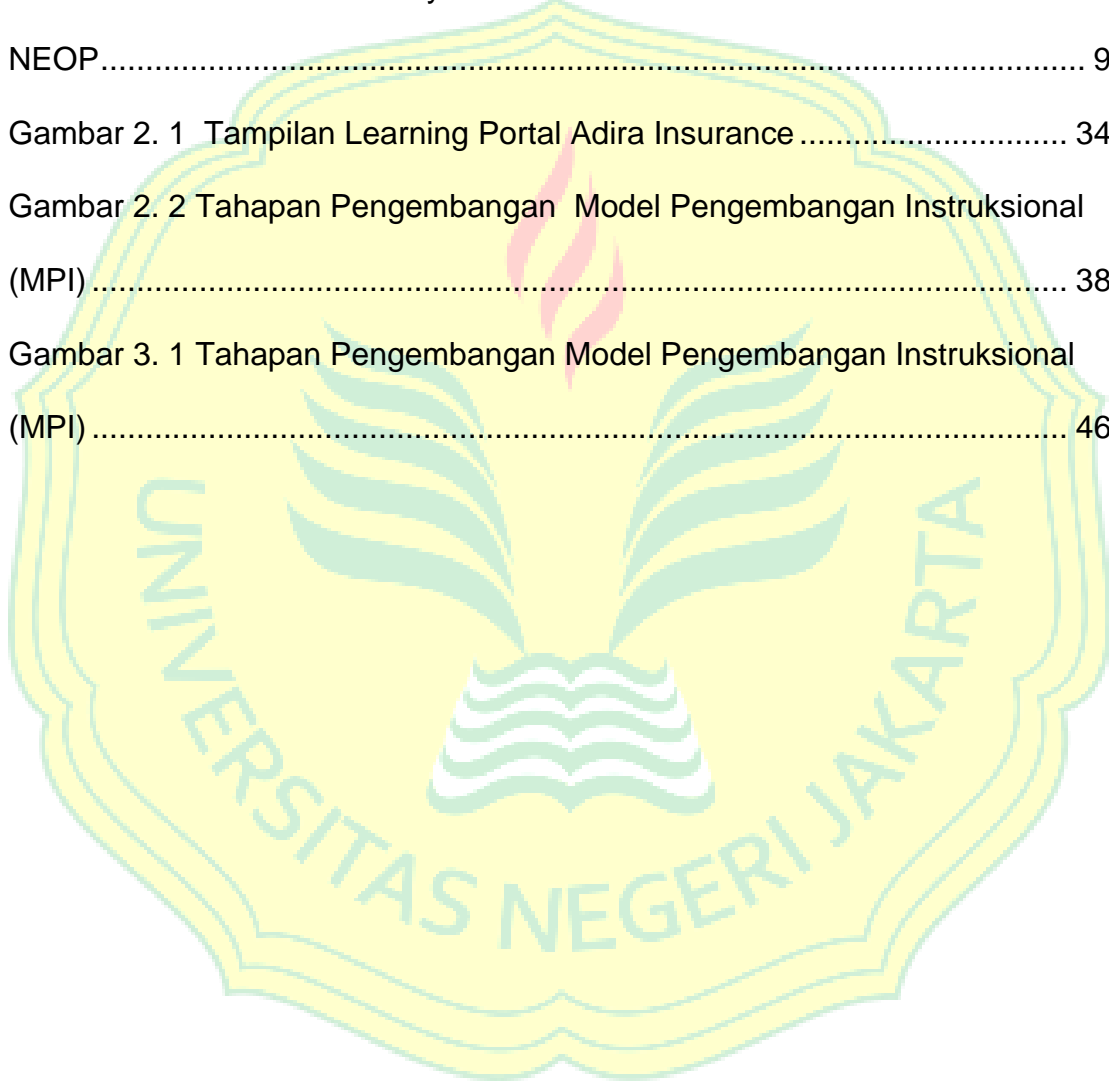 NEOP.............................................................................................. 9
Gambar 2. 1  Tampilan Learning Portal Adira Insurance .......................... 34
Gambar 2. 2 Tahapan Pengembangan  Model Pengembangan Instruksional
(MPI) ............................................................................................ 38
Gambar 3. 1 Tahapan Pengembangan Model Pengembangan Instruksional
(MPI) ............................................................................................ 46
UNIVERSITAS NEGERI JAKARTA